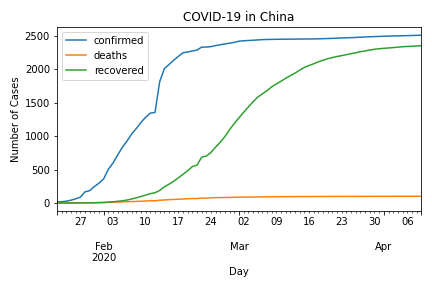 COVID-19 in China
confirmed
deaths
recovered
Number of Cases
2500
2000
1500
1000
500
0
27 03 10 17 24 02 09 16 23 30 06
Feb Mar Apr
2020
Day